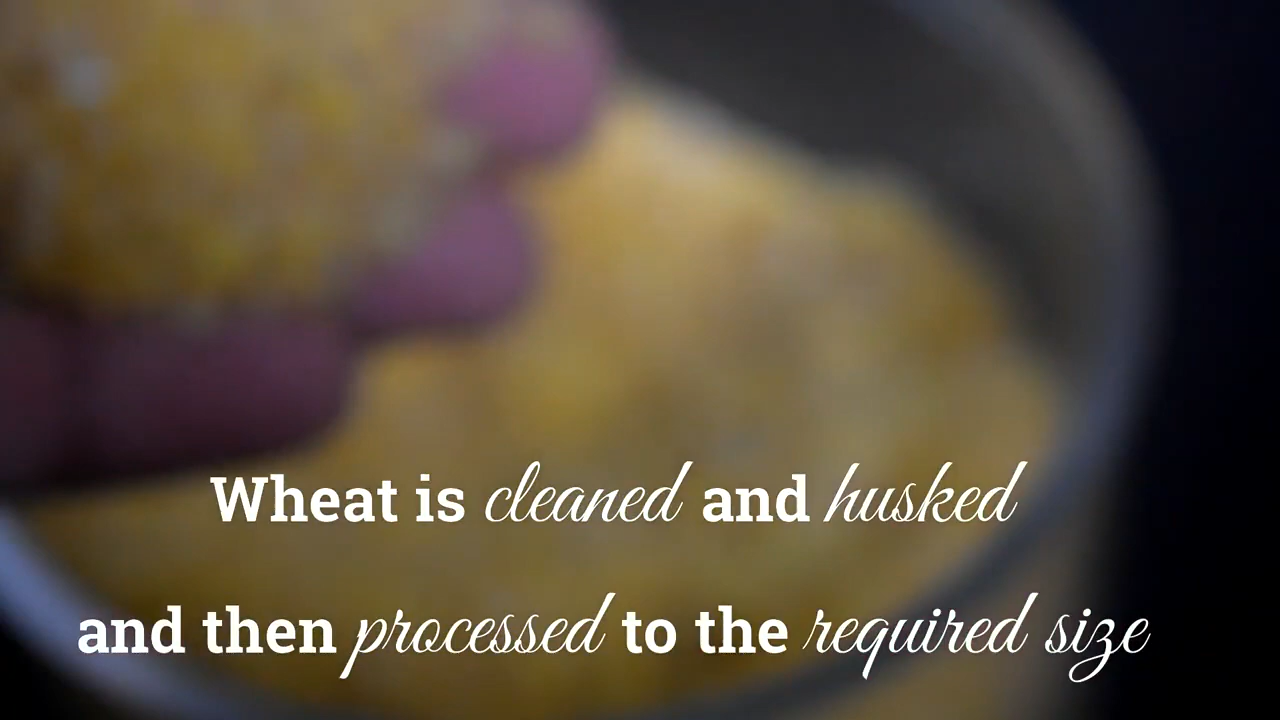 Wheat is cleaned and husked
and then processed to the required size